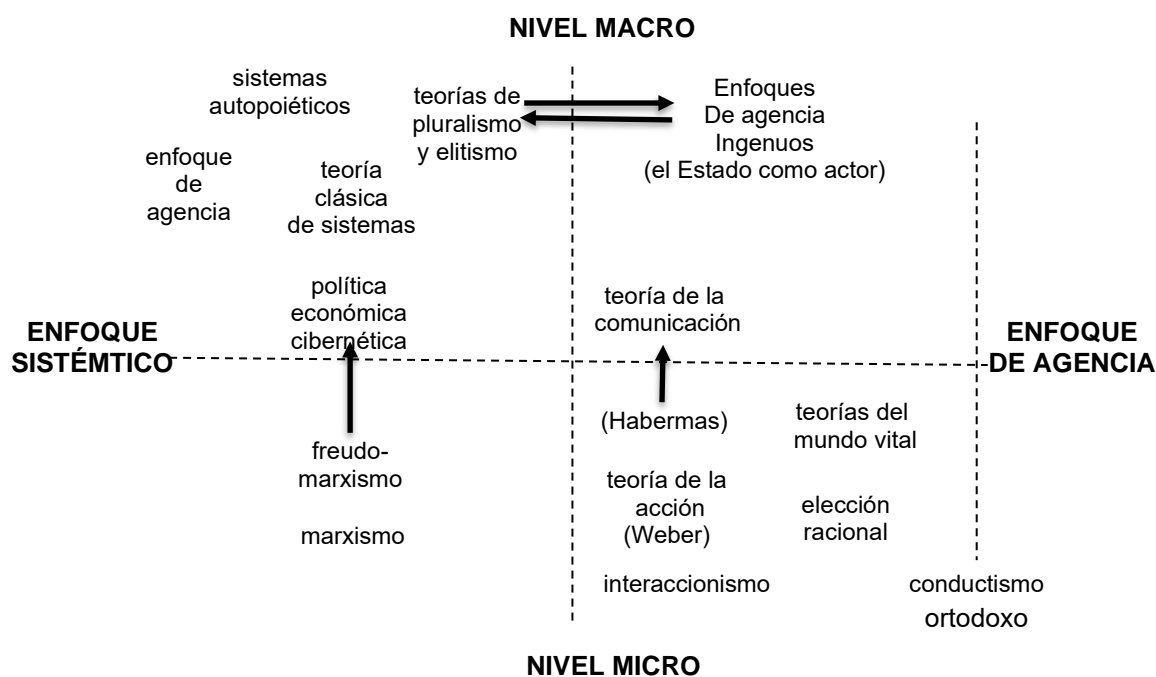 NIVEL MACRO
sistemas
autopoiéticos
teorías de
pluralismo
y elitismo
Enfoques
De agencia
Ingenuos
(el Estado como actor)
enfoque
de
agencia
teoría
clásica
de sistemas
política
económica
cibernética
teoría de la
comunicación
ENFOQUE
SISTÉMTICO
ENFOQUE
DE AGENCIA
freudo-
marxismo
marxismo
(Habermas)
teorías del
mundo vital
teoría de la
acción
(Weber)
elección
racional
interaccionismo
conductismo
ortodoxo
NIVEL MICRO